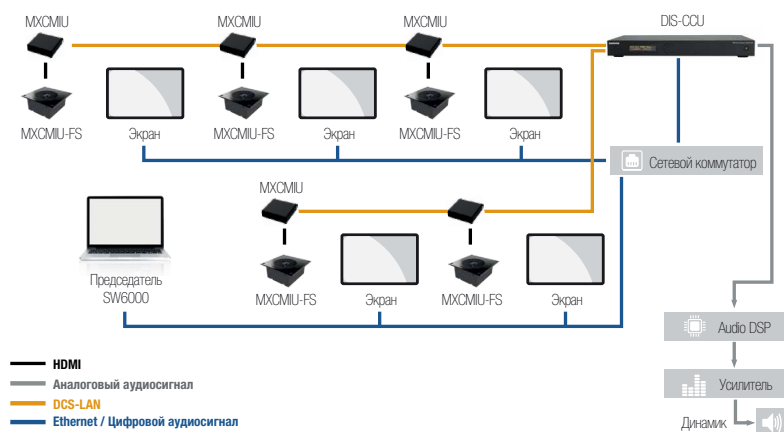 MXCMIU
MXCMIU
MXCMIU
DIS-CCU
MXCMIU-FS
Экран
MXCMIU-FS
Экран
MXCMIU-FS
Экран
Сетевой коммутатор
MXCMIU
Председатель
SW6000
MXCMIU-FS
Экран
MXCMIU-FS
Экран
Audio DSP
Усилитель
Динамик
HDMI
Аналоговый аудиосигнал
DCS-LAN
Ethernet / Цифровой аудиосигнал